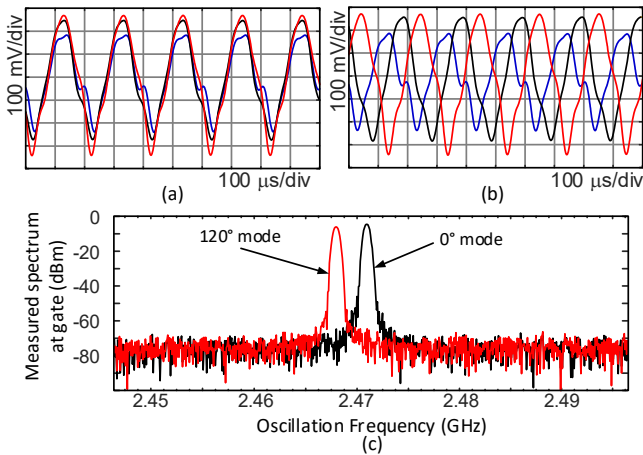 100 mV/div
100 µs/div
(a)
100 mV/div
100 µs/div
(b)
Measured spectrum
at gate (dBm)
0
-20
-40
-60
-80
120° mode
0° mode
2.45
2.46
2.47
2.48
2.49
Oscillation Frequency (GHz)
(c)